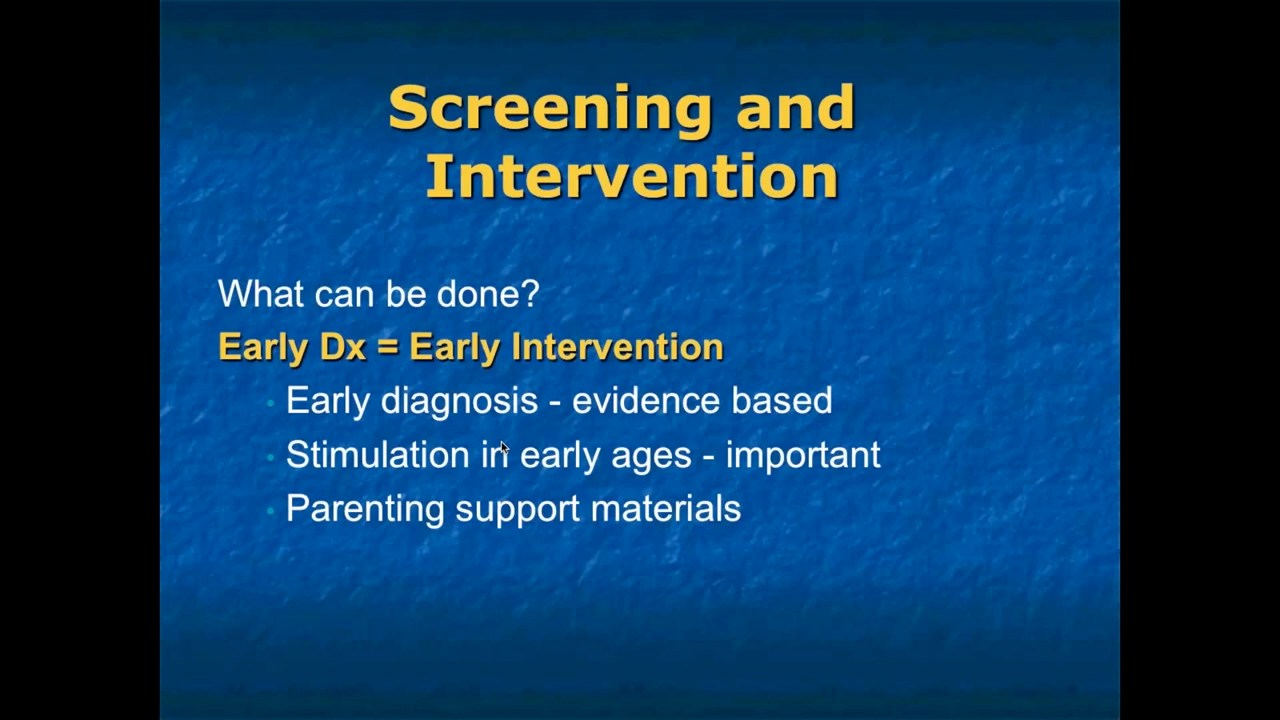 Screening and
Intervention
What can be done?
Early Dx = Early Intervention
• Early diagnosis - evidence based
• Stimulation in early ages - important
• Parenting support materials